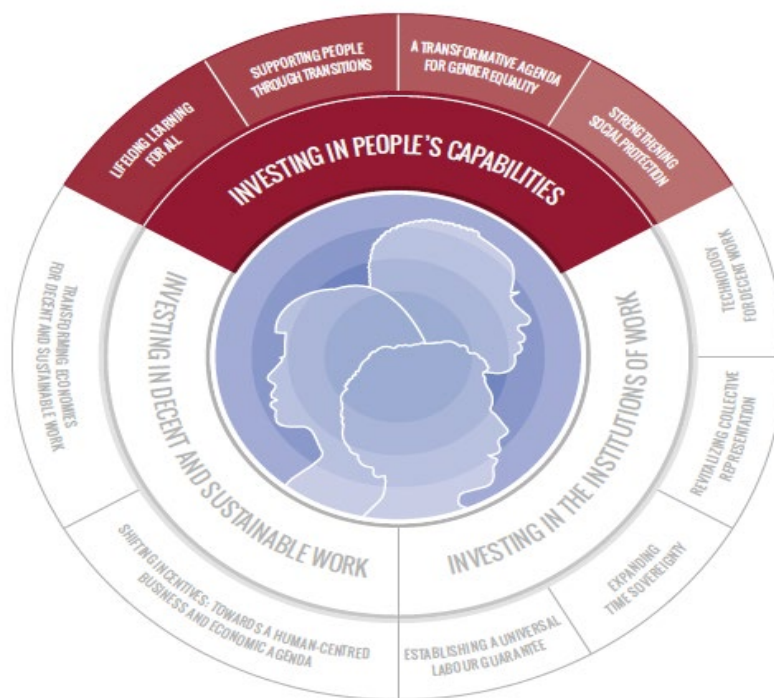 LIFELONG LEARNING
FOR ALL
SUPPORTING PEOPLE
THROUGH TRANSITIONS
A TRANSFORMATIVE AGENDA
FOR GENDER EQUALITY
STRENGTHENING
SOCIAL PROTECTION
INVESTING IN PEOPLE'S CAPABILITIES
TECHNOLOGY
FOR DECENT WORK
REVITALIZING COLLECTIVE
REPRESENTATION
EXPANDING
TIME SOVEREIGNTY
ESTABLISHING A UNIVERSAL
LABOUR GUARANTEE
INVESTING IN THE INSTITUTIONS OF WORK
TRANSFORMING ECONOMIES
FOR DECENT AND SUSTAINABLE WORK
SHIFTING INCENTIVES: TOWARDS A HUMAN-CENTRED
BUSINESS AND ECONOMIC AGENDA
INVESTING IN DECENT AND SUSTAINABLE WORK